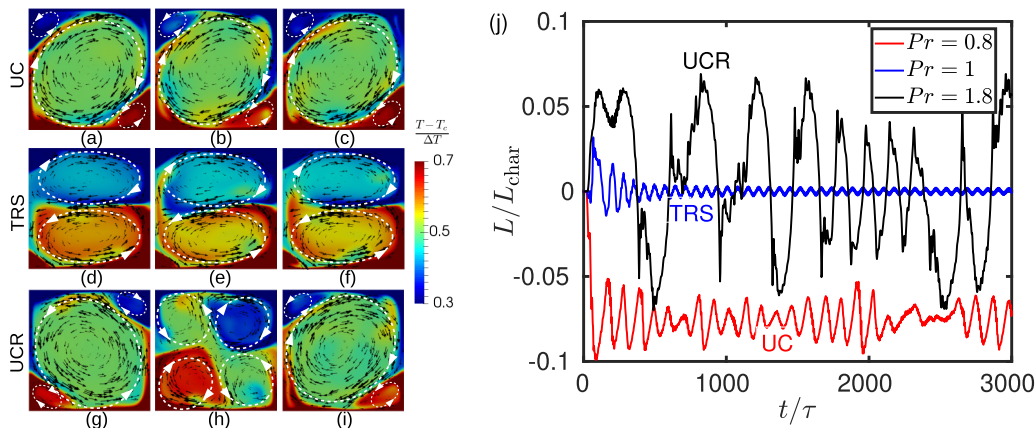 UC
(a)
(b)
(c)
T−T_c
ΔT
TRS
0.7
0.5
0.3
(d)
(e)
(f)
UCR
(g)
(h)
(i)
(j)
0.1
0.05
0
-0.05
-0.1
L/L_char
UCR
TRS
UC
Pr = 0.8
Pr = 1
Pr = 1.8
0
1000
2000
3000
t/τ